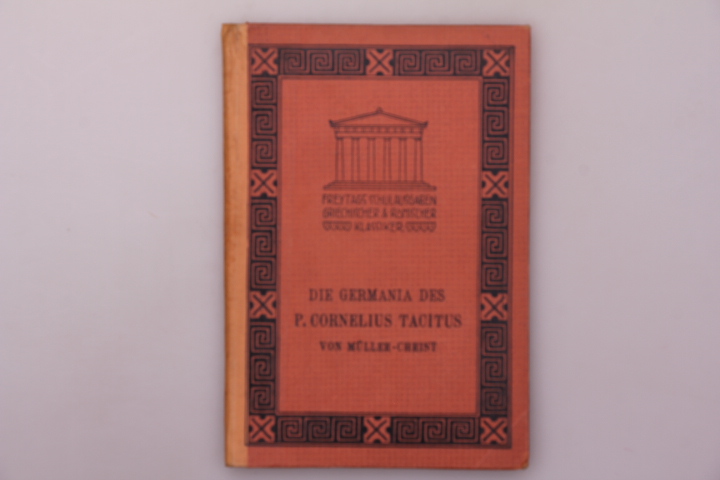 FREYTAGS SCHULAUSGABEN
GRIECHISCHER & RÖMISCHER
KLASSIKER
DIE GERMANIA DES
P. CORNELIUS TACITUS
VON MÜLLER-CHRIST